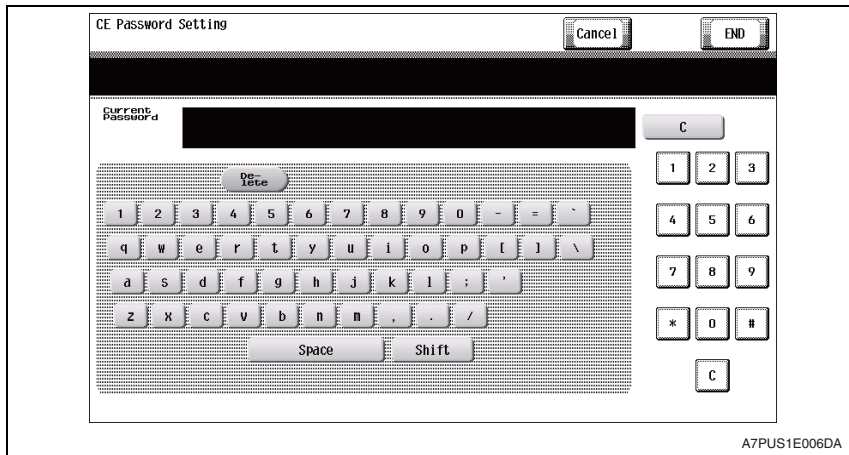 CE Password Setting Cancel END
Current
Password
C
De-
lete
1 2 3
1 2 3 4 5 6 7 8 9 0 - = `
4 5 6
q w e r t y u i o p [ ] \
7 8 9
a s d f g h j k l ; '
z x c v b n m , . /
* 0 #
Space Shift
C
A7PUS1E006DA